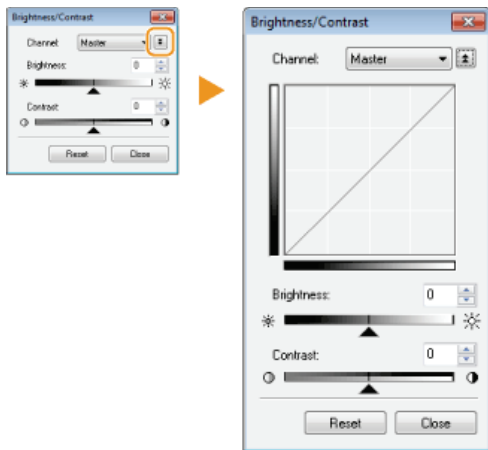 Brightness/Contrast
Channel: Master
Brightness: 0
Contrast: 0
Reset Close
Brightness/Contrast
Channel: Master
Brightness: 0
Contrast: 0
Reset Close